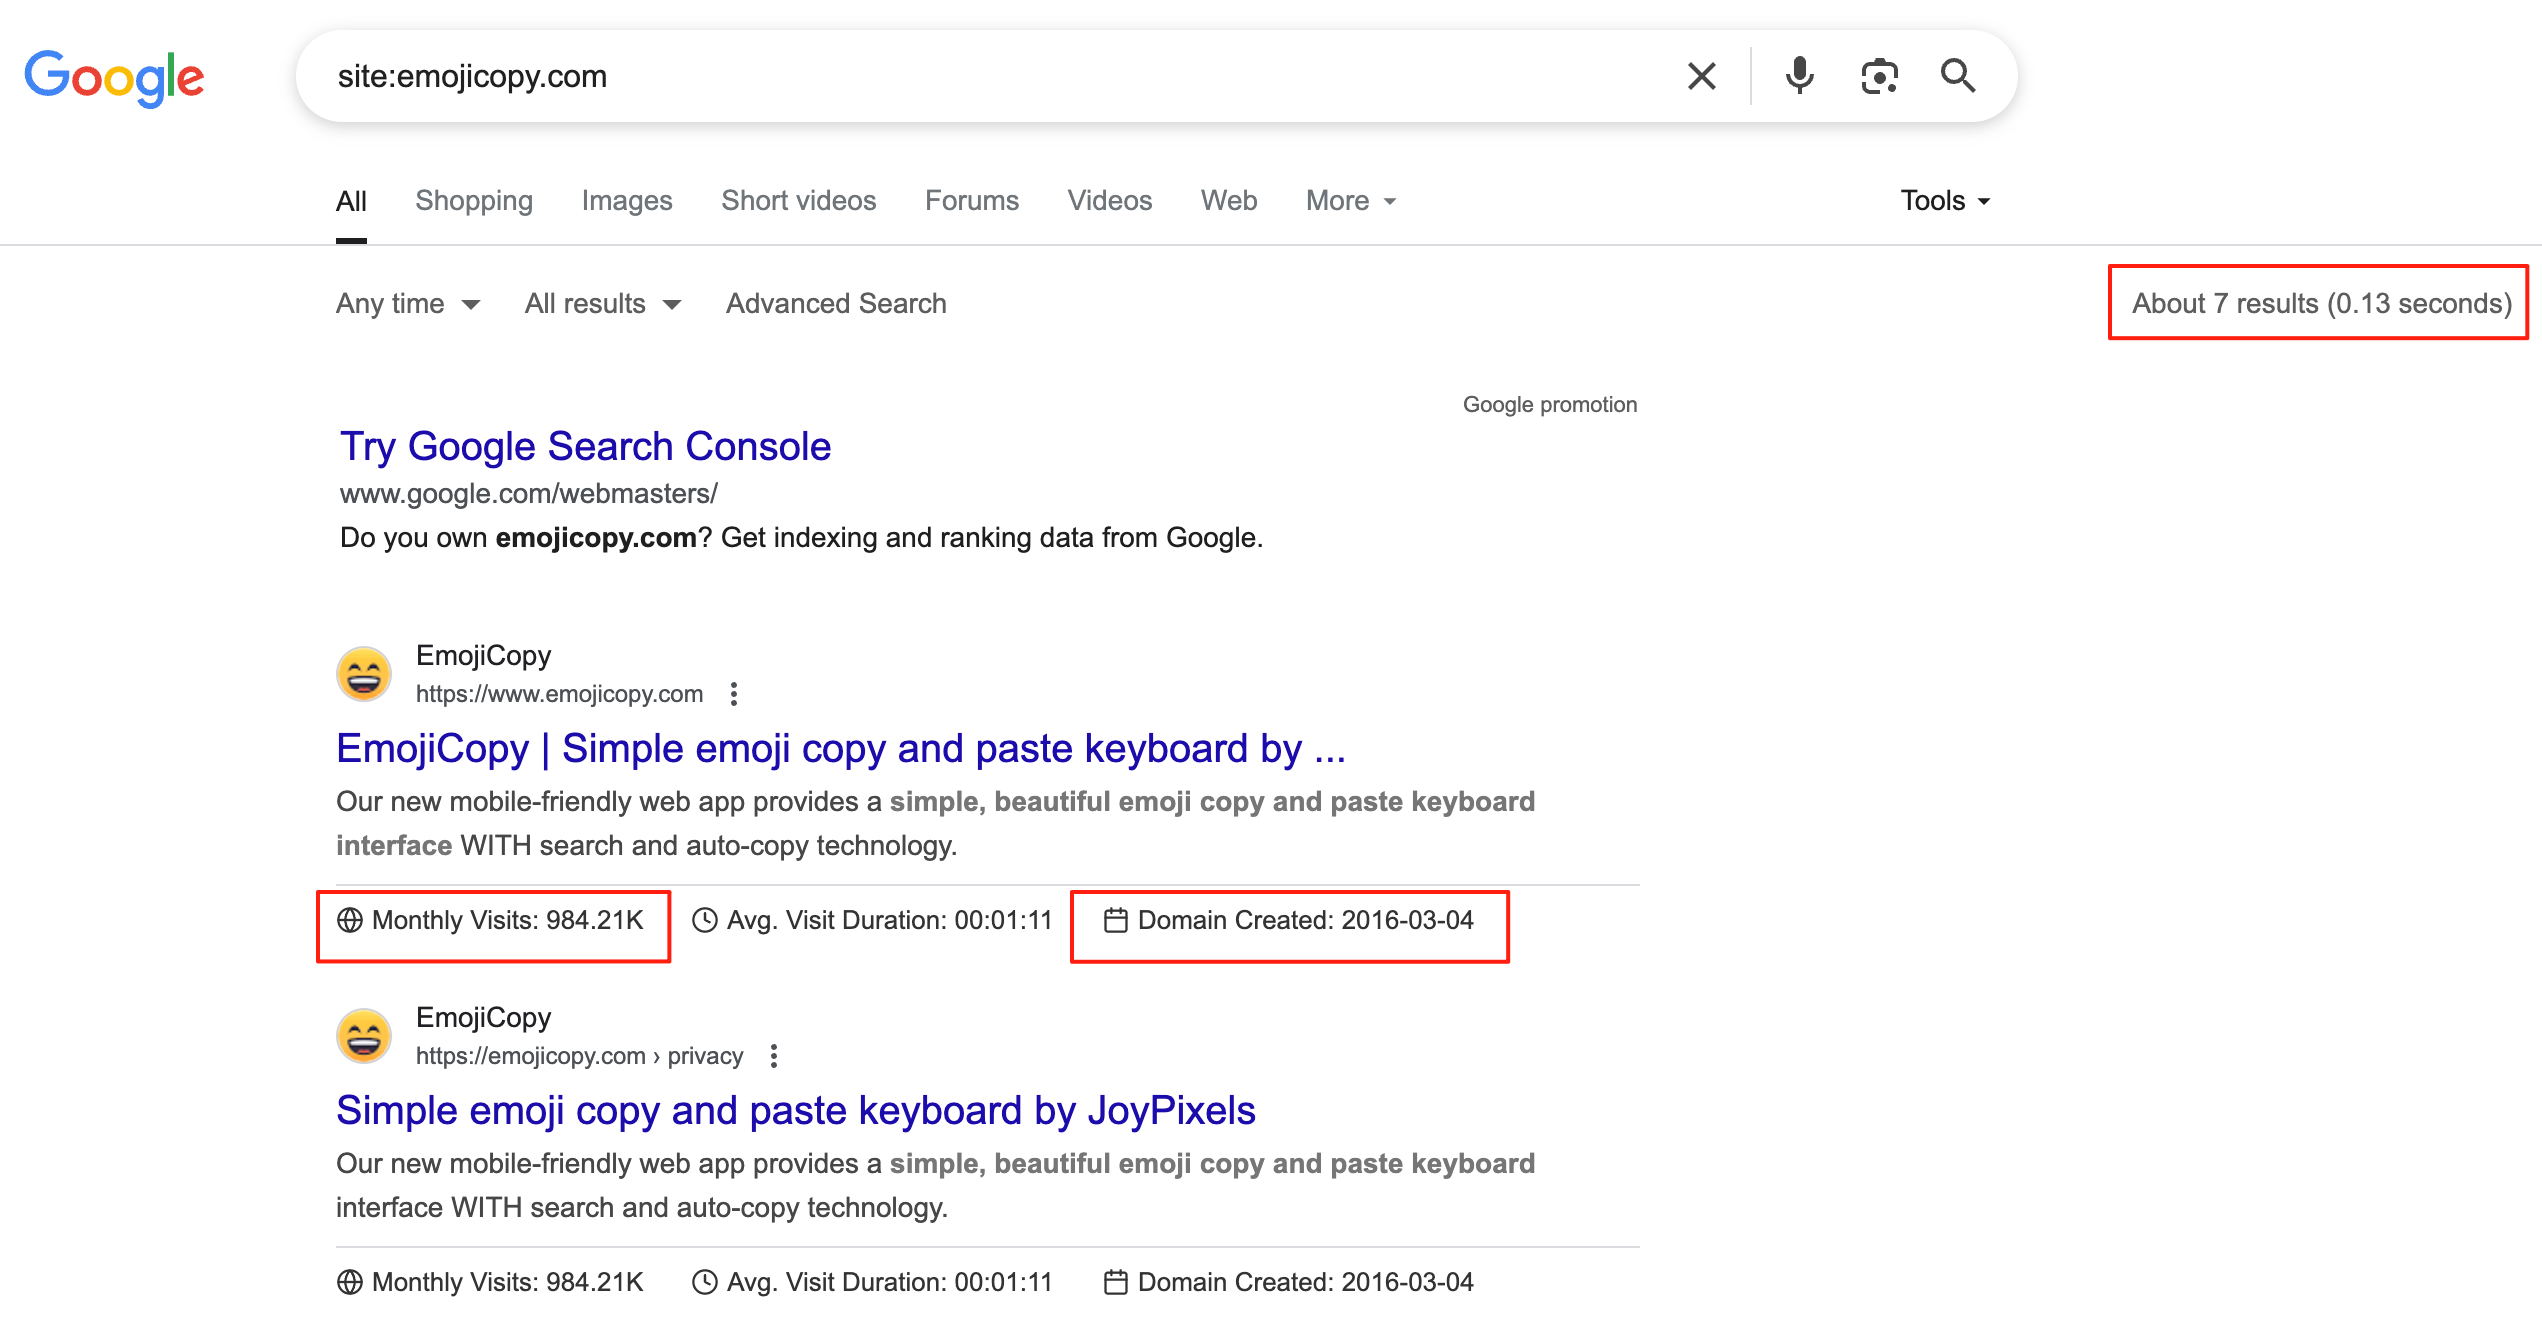 Google
site:emojicopy.com
All Shopping Images Short videos Forums Videos Web More Tools
Any time All results Advanced Search About 7 results (0.13 seconds)
Google promotion
Try Google Search Console
www.google.com/webmasters/
Do you own emojicopy.com? Get indexing and ranking data from Google.
EmojiCopy
https://www.emojicopy.com
EmojiCopy | Simple emoji copy and paste keyboard by ...
Our new mobile-friendly web app provides a simple, beautiful emoji copy and paste keyboard
interface WITH search and auto-copy technology.
Monthly Visits: 984.21K Avg. Visit Duration: 00:01:11 Domain Created: 2016-03-04
EmojiCopy
https://emojicopy.com › privacy
Simple emoji copy and paste keyboard by JoyPixels
Our new mobile-friendly web app provides a simple, beautiful emoji copy and paste keyboard
interface WITH search and auto-copy technology.
Monthly Visits: 984.21K Avg. Visit Duration: 00:01:11 Domain Created: 2016-03-04